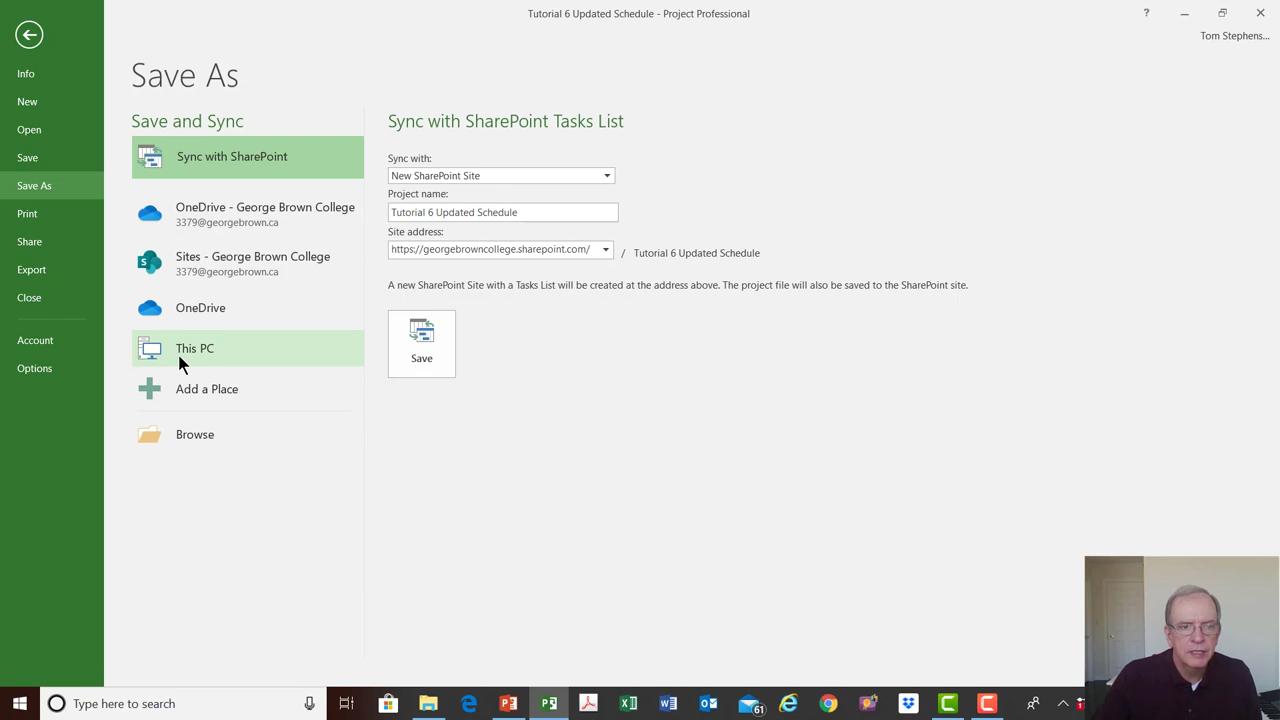 Tutorial 6 Updated Schedule - Project Professional
?
Tom Stephens...
Info
New
Open
Save
Save As
Print
Share
Export
Close
Account
Options
Save As
Save and Sync
Sync with SharePoint
OneDrive - George Brown College
3379@georgebrown.ca
Sites - George Brown College
3379@georgebrown.ca
OneDrive
This PC
Add a Place
Browse
Sync with SharePoint Tasks List
Sync with:
New SharePoint Site
Project name:
Tutorial 6 Updated Schedule
Site address:
https://georgebrowncollege.sharepoint.com/ / Tutorial 6 Updated Schedule
A new SharePoint Site with a Tasks List will be created at the address above. The project file will also be saved to the SharePoint site.
Save
Type here to search
61